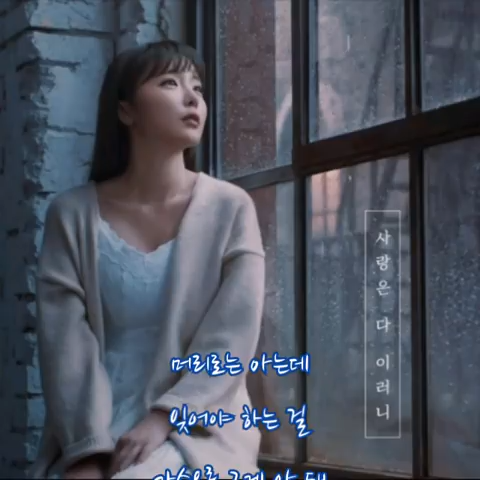 사랑은 다 이러니
머리로는 아는데
잊어야 하는 걸